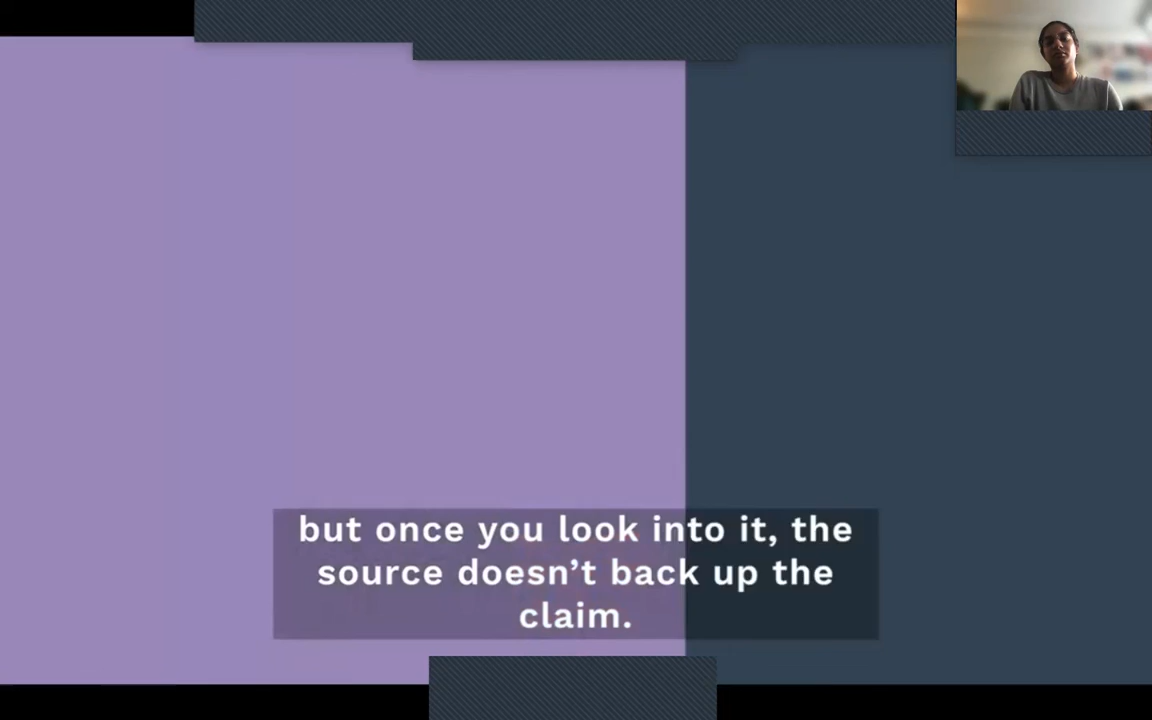 but once you look into it, the
source doesn’t back up the
claim.